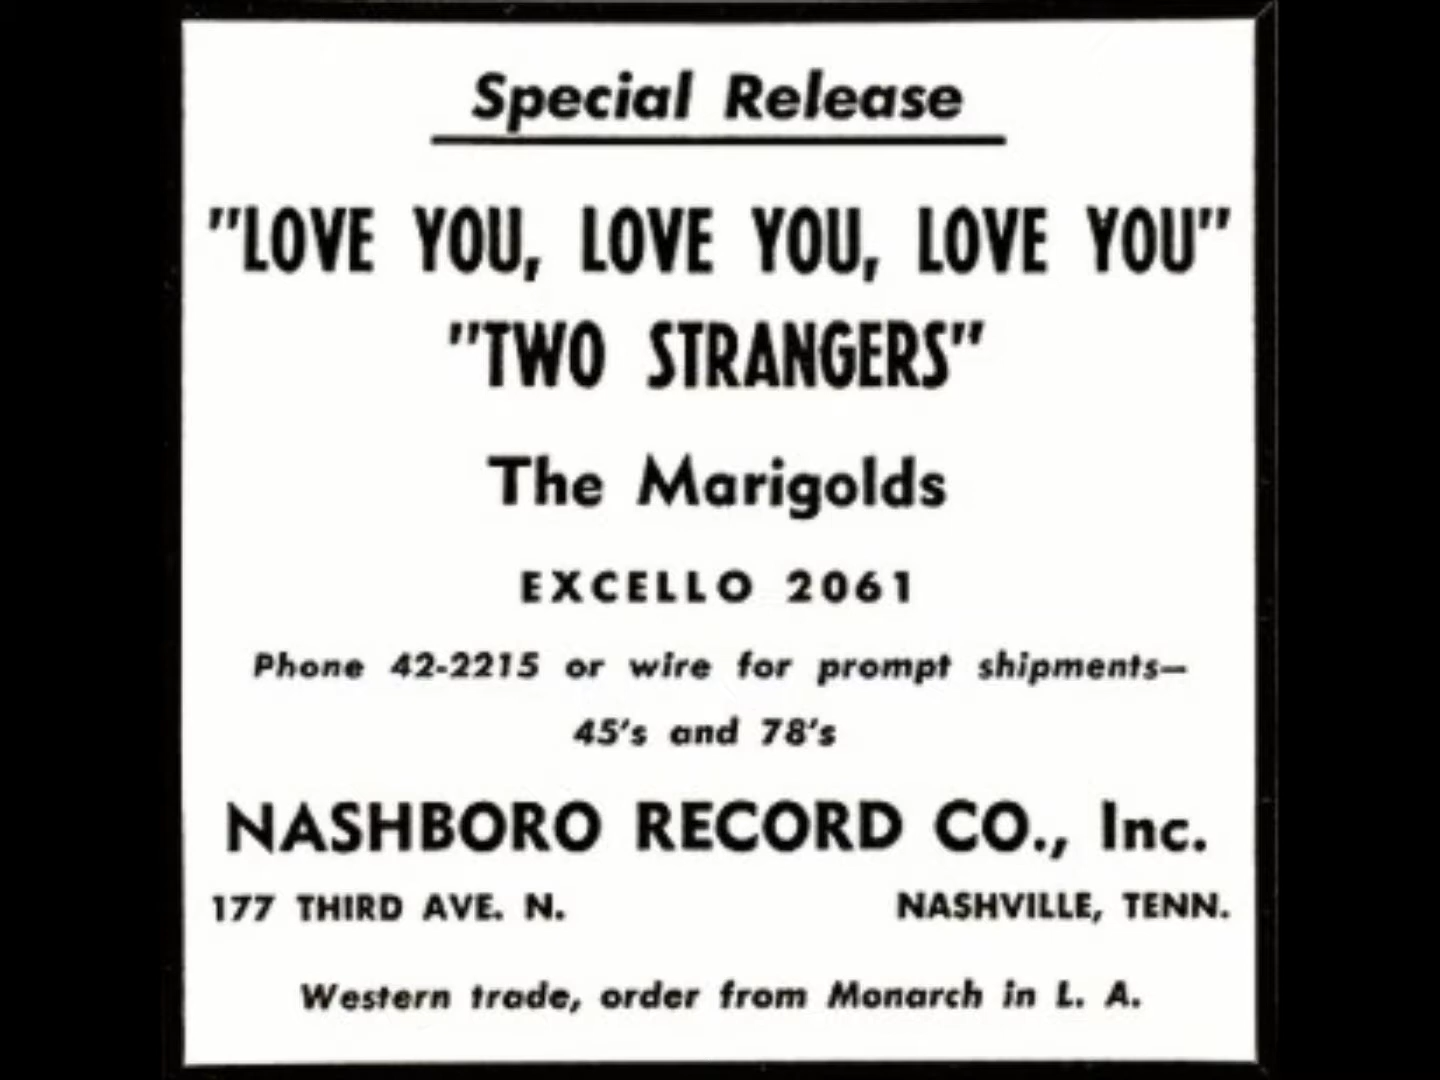 Special Release
"LOVE YOU, LOVE YOU, LOVE YOU"
"TWO STRANGERS"
The Marigolds
EXCELLO 2061
Phone 42-2215 or wire for prompt shipments—
45's and 78's
NASHBORO RECORD CO., Inc.
177 THIRD AVE. N. NASHVILLE, TENN.
Western trade, order from Monarch in L. A.